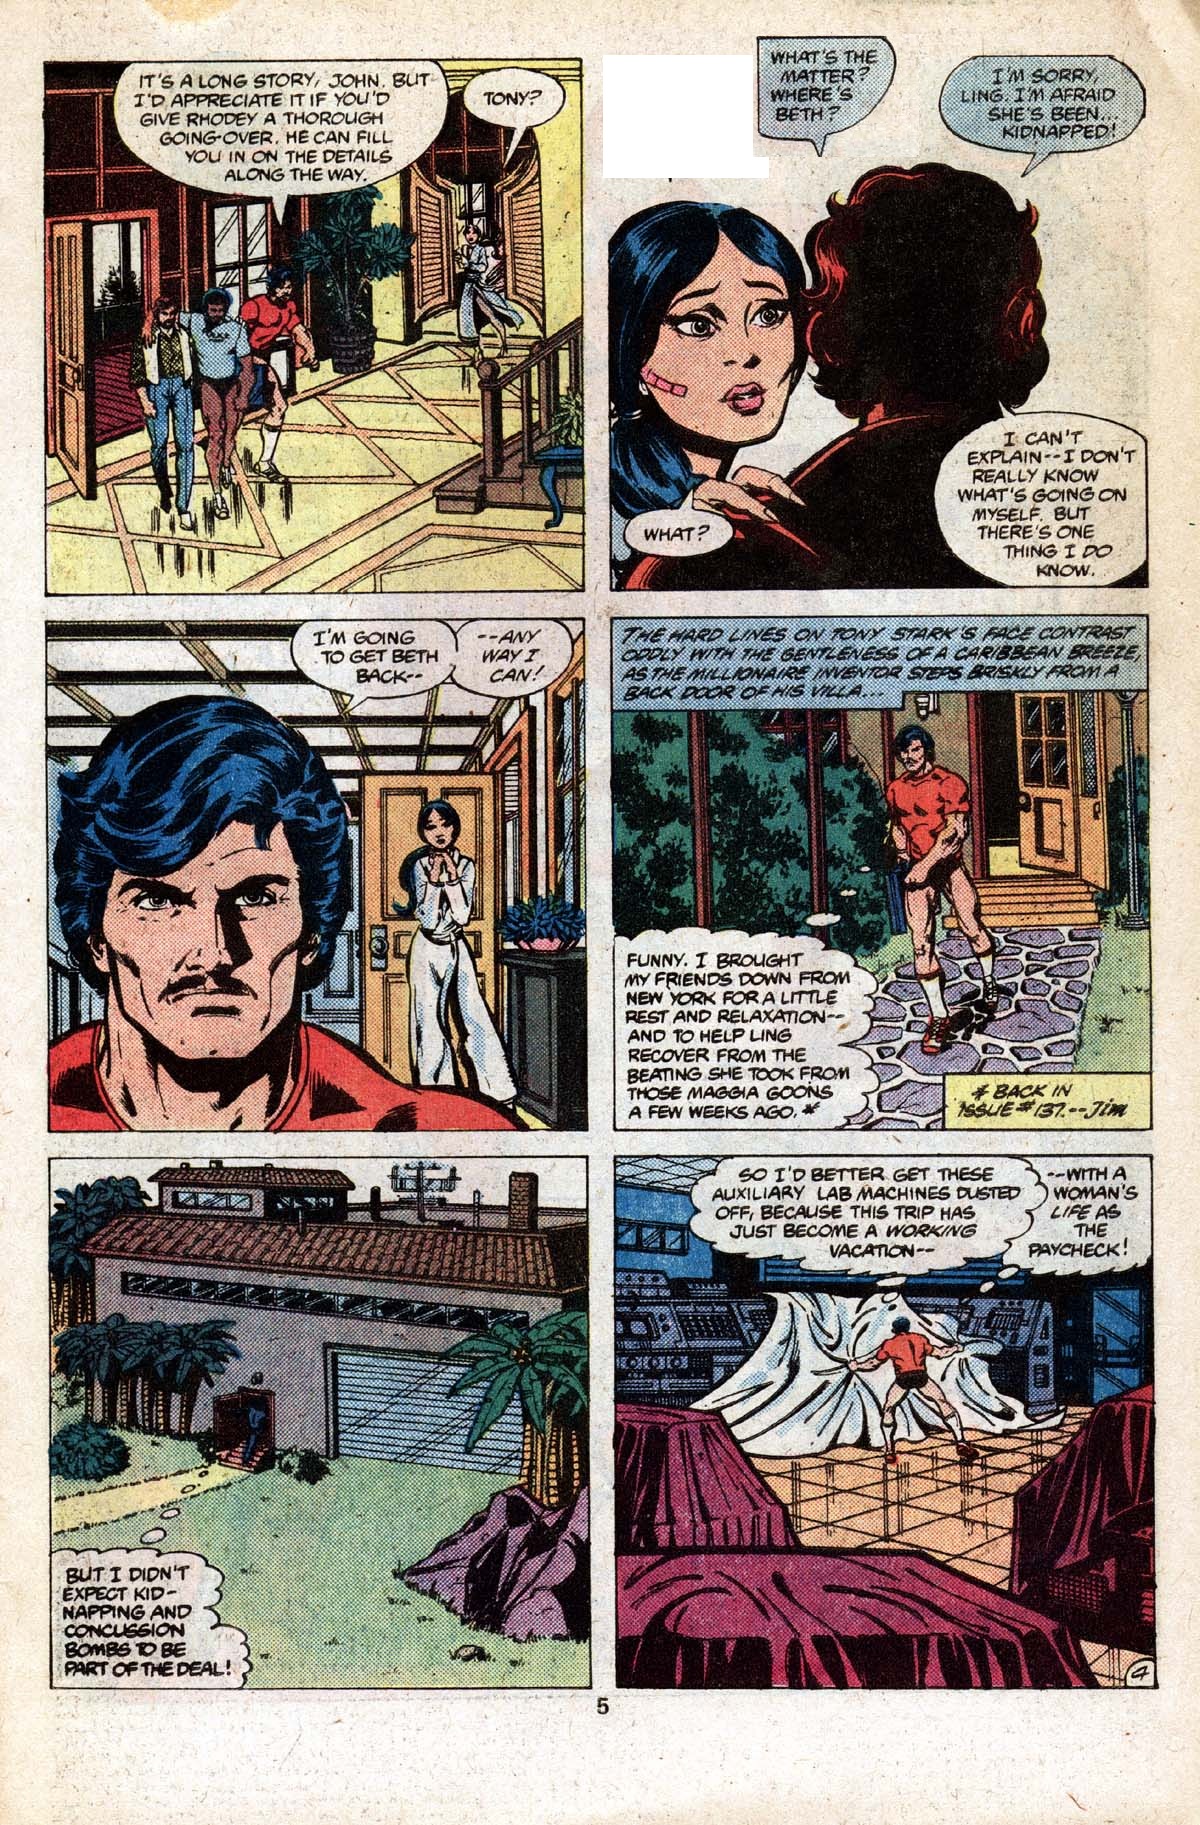 IT'S A LONG STORY, JOHN. BUT
I'D APPRECIATE IT IF YOU'D
GIVE RHODEY A THOROUGH
GOING-OVER. HE CAN FILL
YOU IN ON THE DETAILS
ALONG THE WAY.
TONY?
WHAT'S THE
MATTER?
WHERE'S
BETH?
I'M SORRY,
LING. I'M AFRAID
SHE'S BEEN...
KIDNAPPED!
WHAT?
I CAN'T
EXPLAIN--I DON'T
REALLY KNOW
WHAT'S GOING ON
MYSELF. BUT
THERE'S ONE
THING I DO
KNOW.
I'M GOING
TO GET BETH
BACK--
--ANY
WAY I
CAN!
THE HARD LINES ON TONY STARK'S FACE CONTRAST
ODDLY WITH THE GENTLENESS OF A CARIBBEAN BREEZE,
AS THE MILLIONAIRE INVENTOR STEPS BRISKLY FROM A
BACK DOOR OF HIS VILLA...
FUNNY. I BROUGHT
MY FRIENDS DOWN FROM
NEW YORK FOR A LITTLE
REST AND RELAXATION--
AND TO HELP LING
RECOVER FROM THE
BEATING SHE TOOK FROM
THOSE MAGGIA GOONS
A FEW WEEKS AGO.*
* BACK IN
ISSUE # 137.--Jim
BUT I DIDN'T
EXPECT KID-
NAPPING AND
CONCUSSION
BOMBS TO BE
PART OF THE DEAL!
SO I'D BETTER GET THESE
AUXILIARY LAB MACHINES DUSTED
OFF, BECAUSE THIS TRIP HAS
JUST BECOME A WORKING
VACATION--
--WITH A
WOMAN'S
LIFE AS
THE
PAYCHECK!
4
5